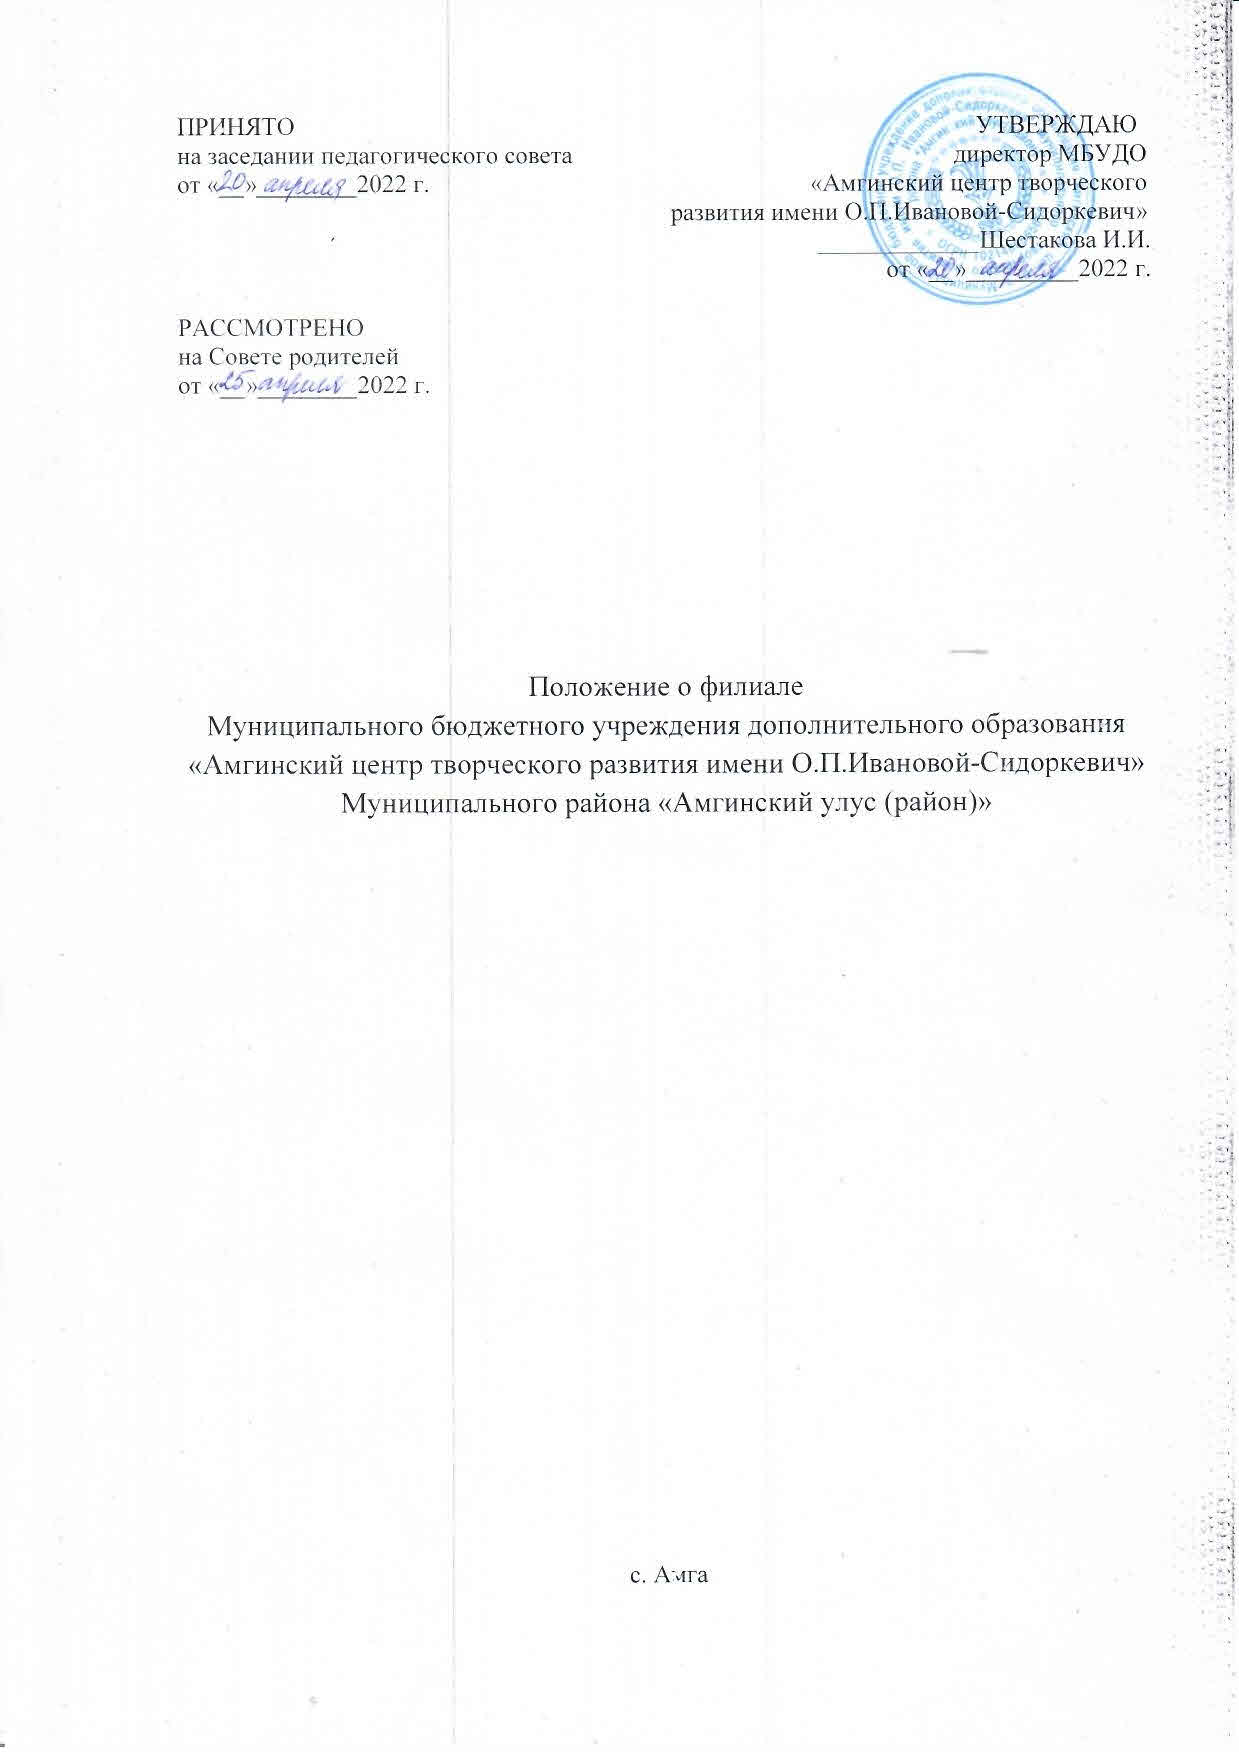 ПРИНЯТО
на заседании педагогического совета
от «20» апреля 2022 г.
УТВЕРЖДАЮ
директор МБУДО
«Амгинский центр творческого
развития имени О.П.Ивановой-Сидоркевич»
Шестакова И.И.
от «20» апреля 2022 г.
РАССМОТРЕНО
на Совете родителей
от «25» апреля 2022 г.
Положение о филиале
Муниципального бюджетного учреждения дополнительного образования
«Амгинский центр творческого развития имени О.П.Ивановой-Сидоркевич»
Муниципального района «Амгинский улус (район)»
с. Амга